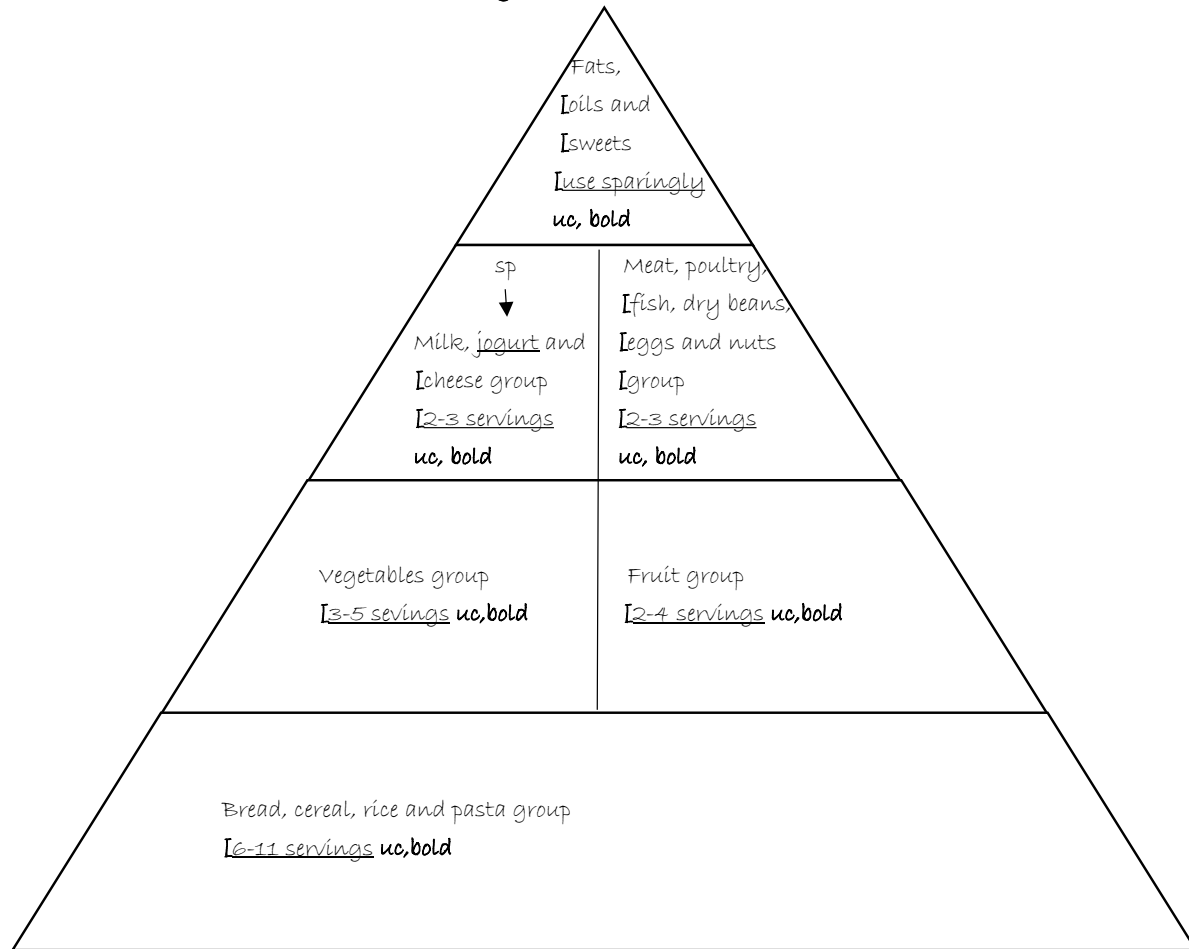 Fats,
[oils and
[sweets
[use sparingly
uc, bold
sp
Milk, jogurt and
[cheese group
[2-3 servings
uc, bold
Meat, poultry,
[fish, dry beans,
[eggs and nuts
[group
[2-3 servings
uc, bold
Vegetables group
[3-5 sevings uc,bold
Fruit group
[2-4 servings uc,bold
Bread, cereal, rice and pasta group
[6-11 servings uc,bold